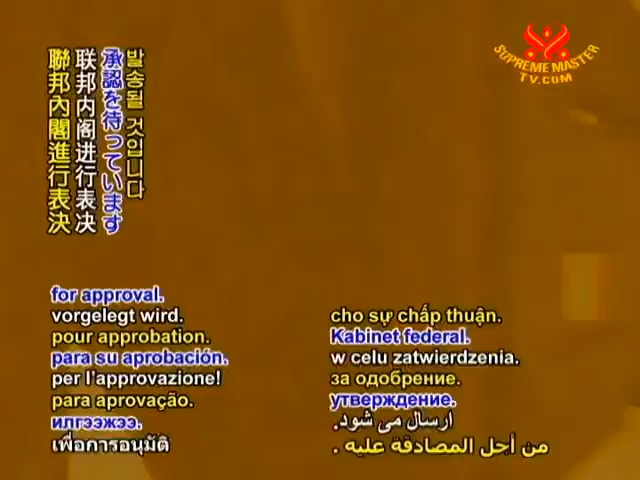 SUPREME MASTER
TV.COM
발송될 것입니다
承認を待っています
联邦内阁进行表决
聯邦內閣進行表決
for approval.
vorgelegt wird.
pour approbation.
para su aprobación.
per l'approvazione!
para aprovação.
илгээжээ.
เพื่อการอนุมัติ
cho sự chấp thuận.
Kabinet federal.
w celu zatwierdzenia.
за одобрение.
утверждение.
ارسال می شود.
من أجل المصادقة عليه .